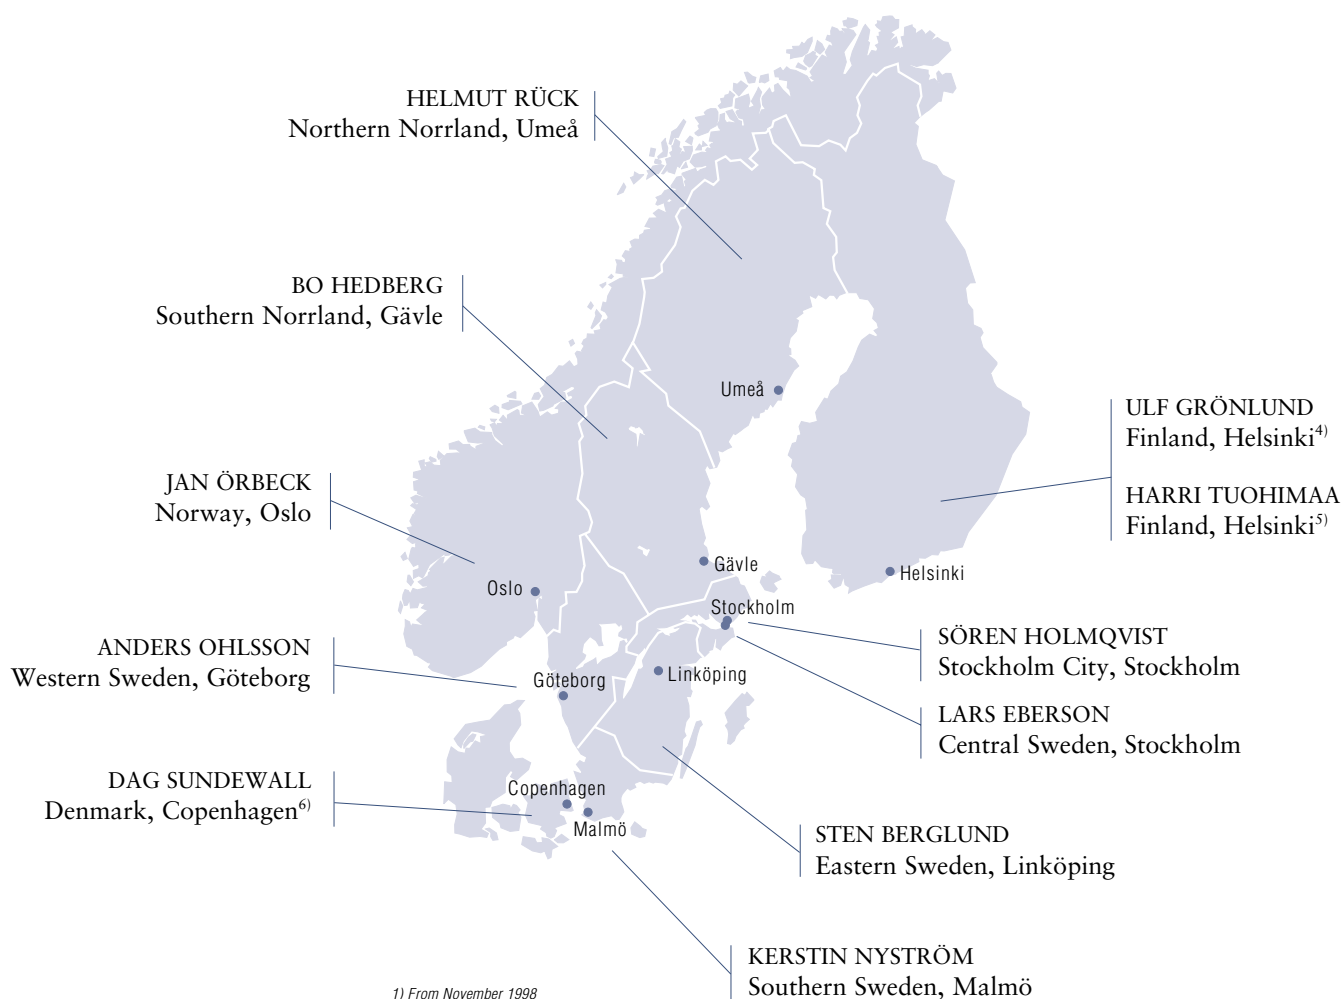 HELMUT RÜCK
Northern Norrland, Umeå
BO HEDBERG
Southern Norrland, Gävle
Umeå
ULF GRÖNLUND
Finland, Helsinki4)
HARRI TUOHIMAA
Finland, Helsinki5)
JAN ÖRBECK
Norway, Oslo
Gävle
Helsinki
Oslo
Stockholm
SÖREN HOLMQVIST
Stockholm City, Stockholm
ANDERS OHLSSON
Western Sweden, Göteborg
Göteborg
Linköping
LARS EBERSON
Central Sweden, Stockholm
DAG SUNDEWALL
Denmark, Copenhagen6)
Copenhagen
Malmö
STEN BERGLUND
Eastern Sweden, Linköping
KERSTIN NYSTRÖM
Southern Sweden, Malmö
1) From November 1998